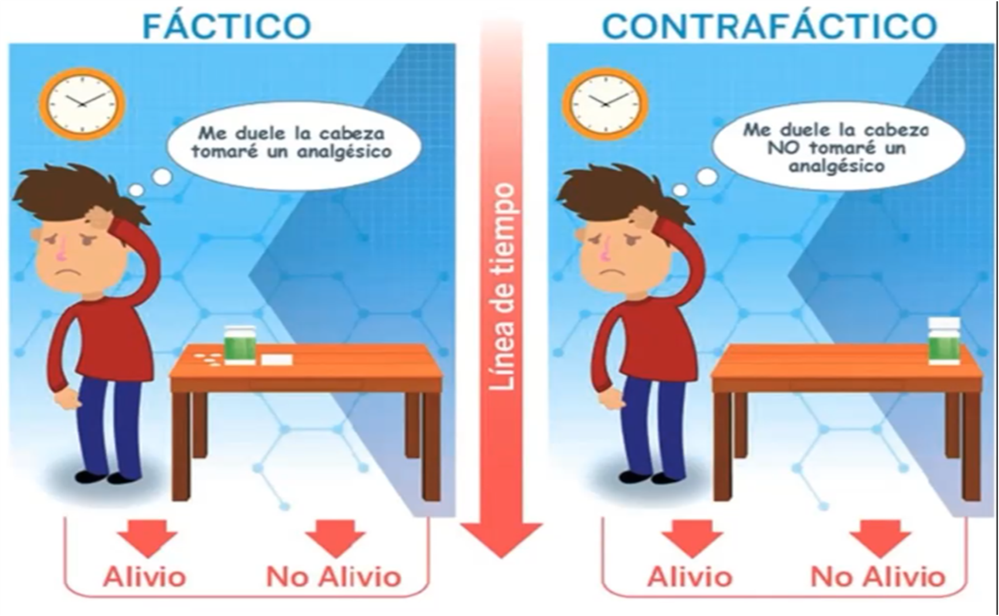 FÁCTICO
Me duele la cabeza
tomaré un analgésico
Alivio
No Alivio
Línea de tiempo
CONTRAFÁCTICO
Me duele la cabeza
NO tomaré un
analgésico
Alivio
No Alivio